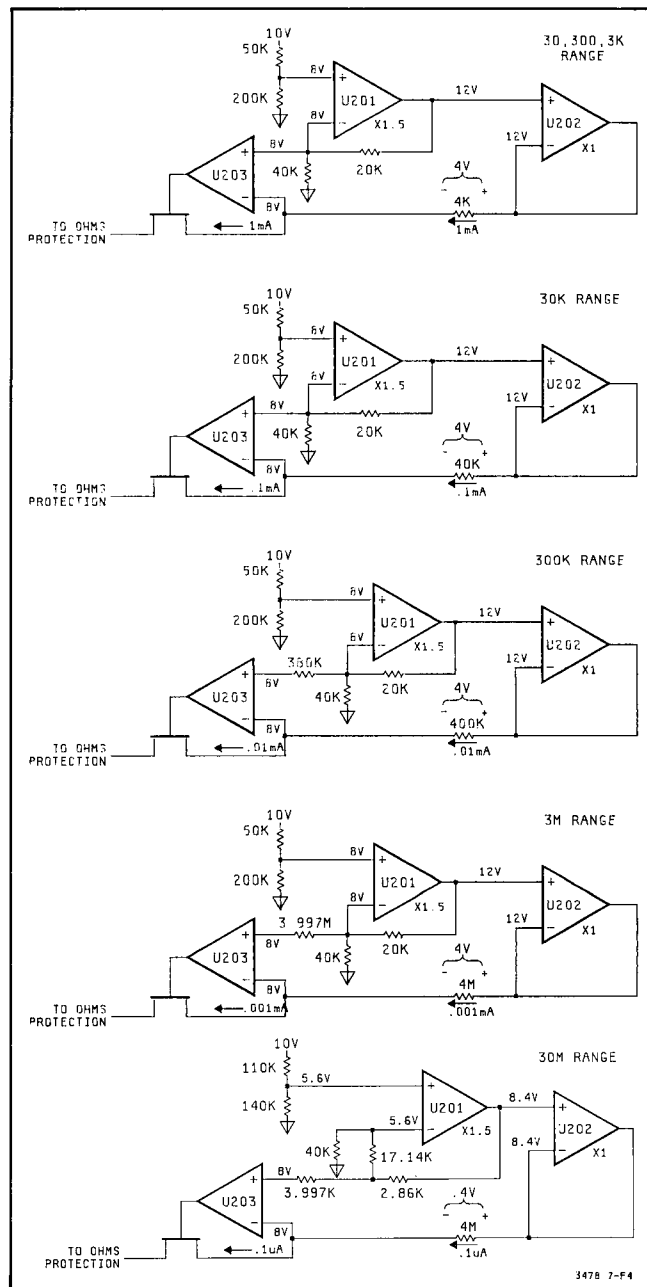 10V
30,300,3K
RANGE
50K
8V
+
U201
12V
+
200K
8V
-
X1.5
U202
8V
+
12V
-
X1
U203
40K
20K
4V
- +
-
8V
4K
TO OHMS
PROTECTION
1mA
1mA
10V
30K RANGE
50K
8V
+
U201
12V
+
200K
8V
-
X1.5
U202
8V
+
12V
-
X1
U203
40K
20K
4V
- +
-
8V
40K
TO OHMS
PROTECTION
.1mA
.1mA
10V
300K RANGE
50K
8V
+
U201
12V
+
200K
8V
-
X1.5
U202
360K
12V
-
X1
8V
+
20K
U203
40K
4V
- +
-
8V
400K
TO OHMS
PROTECTION
.01mA
.01mA
10V
3M RANGE
50K
8V
+
U201
12V
+
200K
8V
-
X1.5
U202
3 997M
12V
-
X1
8V
+
20K
U203
40K
4V
- +
-
8V
4M
TO OHMS
PROTECTION
.001mA
.001mA
10V
30M RANGE
110K
5.6V
+
U201
8.4V
+
140K
5.6V
-
X1.5
U202
40K
17.14K
8.4V
-
X1
8V
+
3.997K
2.86K
U203
.4V
- +
-
8V
4M
TO OHMS
PROTECTION
.1uA
.1uA
3478 7-F4